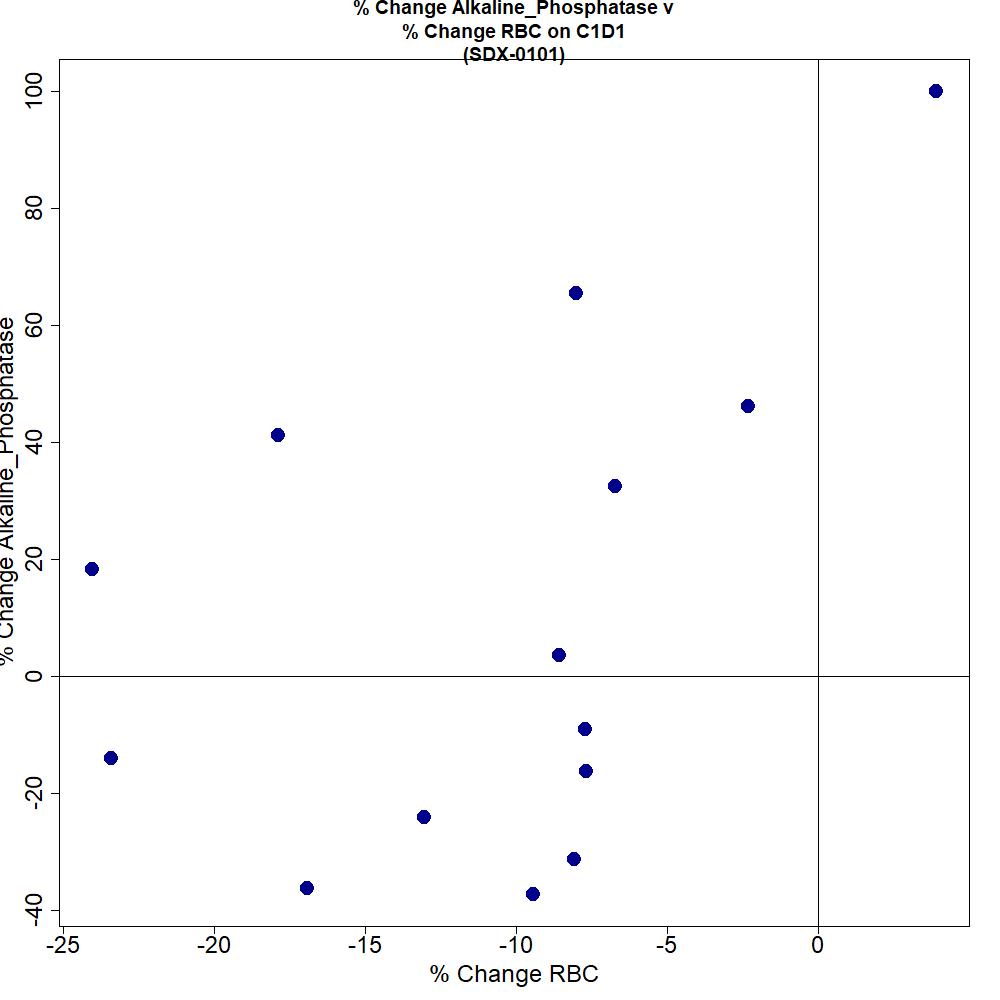 % Change Alkaline_Phosphatase v
% Change RBC on C1D1
(SDX-0101)
% Change Alkaline_Phosphatase
100
80
60
40
20
0
-20
-40
-25
-20
-15
-10
-5
0
% Change RBC